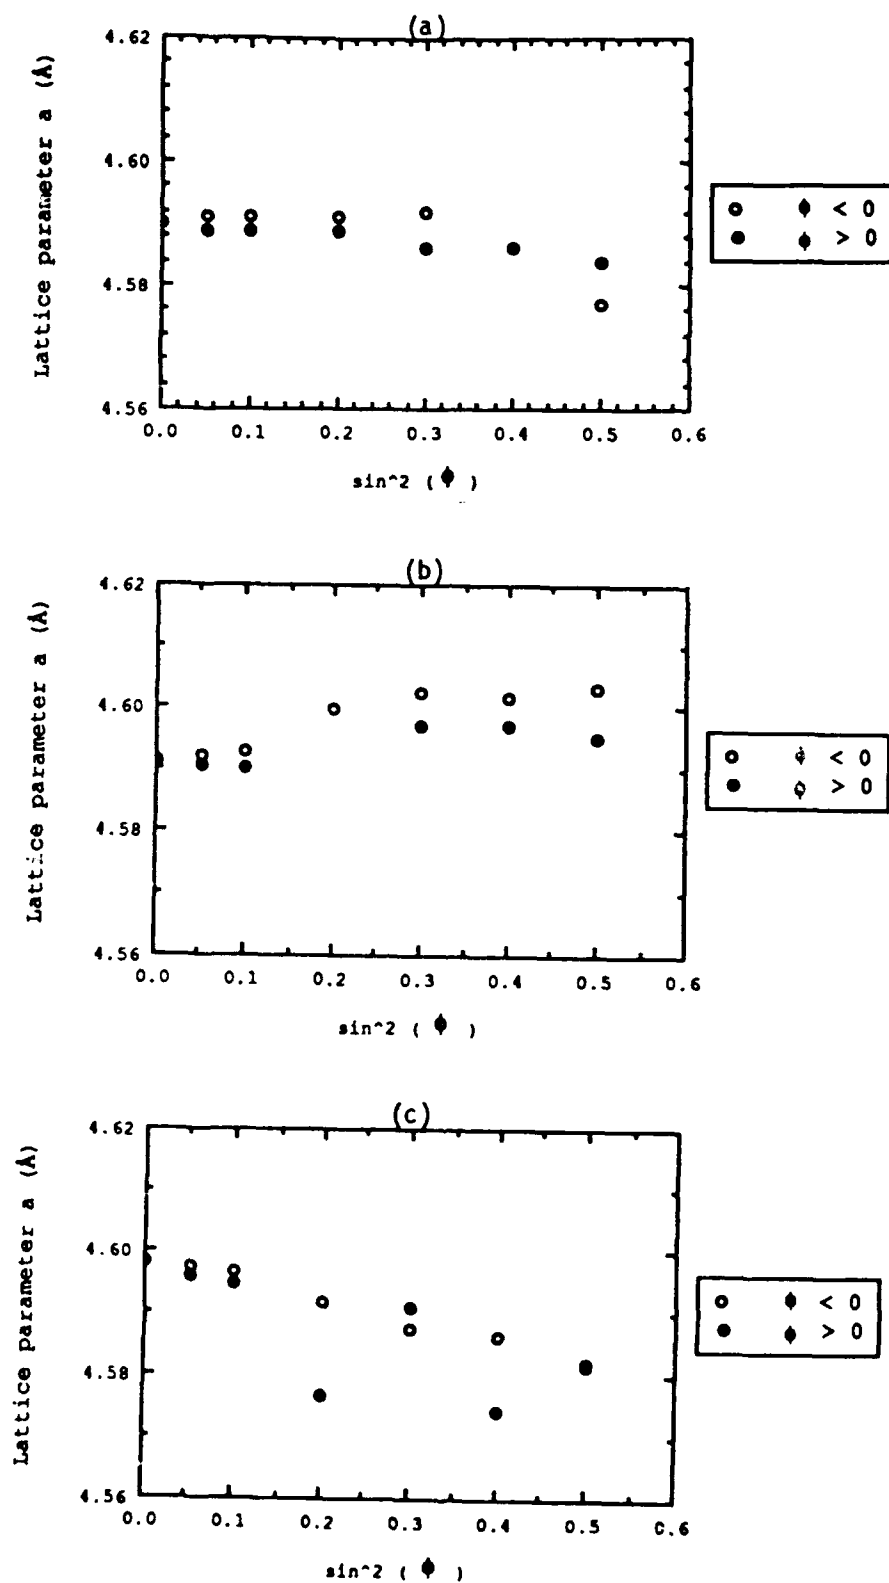 (a)
Lattice parameter a (Å)
4.62
4.60
4.58
4.56
0.0 0.1 0.2 0.3 0.4 0.5 0.6
sin^2 ( ϕ )
ϕ < 0
ϕ > 0
(b)
Lattice parameter a (Å)
4.62
4.60
4.58
4.56
0.0 0.1 0.2 0.3 0.4 0.5 0.6
sin^2 ( ϕ )
ϕ < 0
ϕ > 0
(c)
Lattice parameter a (Å)
4.62
4.60
4.58
4.56
0.0 0.1 0.2 0.3 0.4 0.5 0.6
sin^2 ( ϕ )
ϕ < 0
ϕ > 0